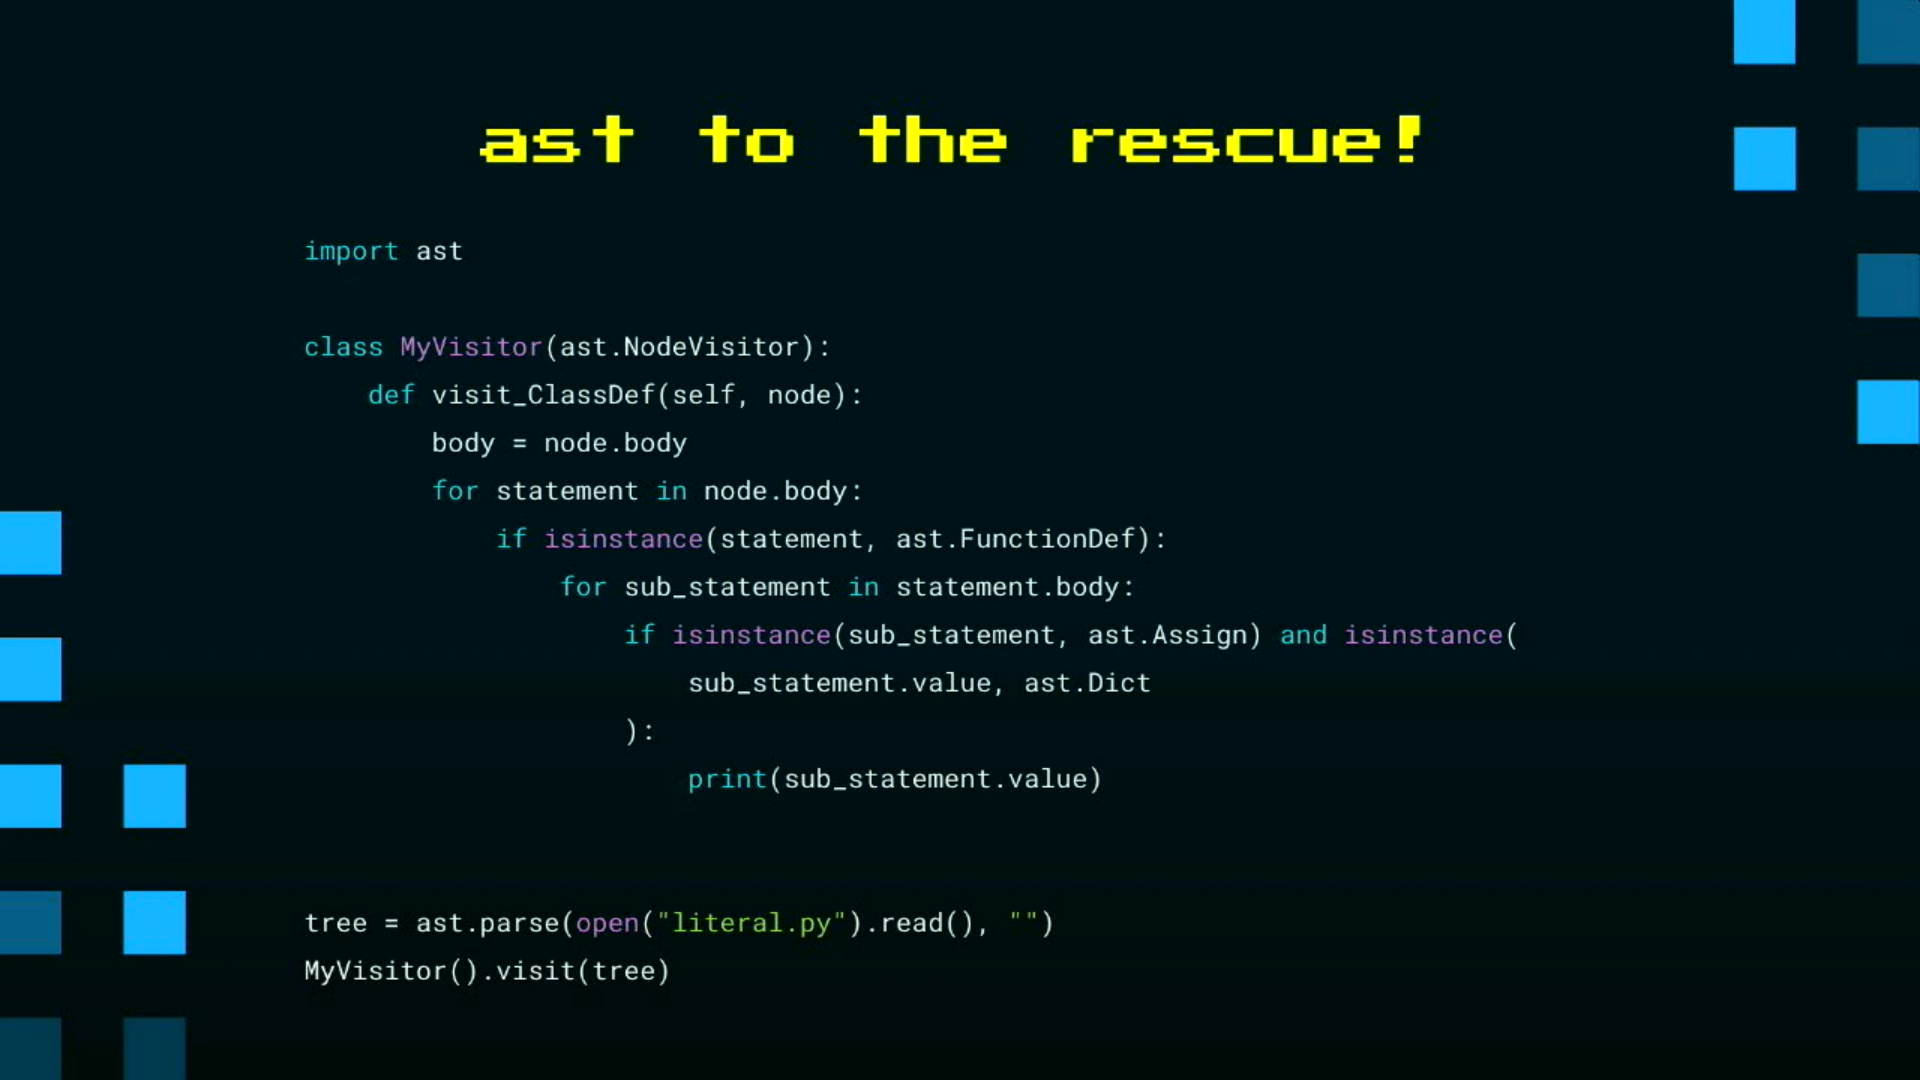 ast to the rescue!
import ast
class MyVisitor(ast.NodeVisitor):
    def visit_ClassDef(self, node):
        body = node.body
        for statement in node.body:
            if isinstance(statement, ast.FunctionDef):
                for sub_statement in statement.body:
                    if isinstance(sub_statement, ast.Assign) and isinstance(
                        sub_statement.value, ast.Dict
                    ):
                        print(sub_statement.value)
tree = ast.parse(open("literal.py").read(), "")
MyVisitor().visit(tree)